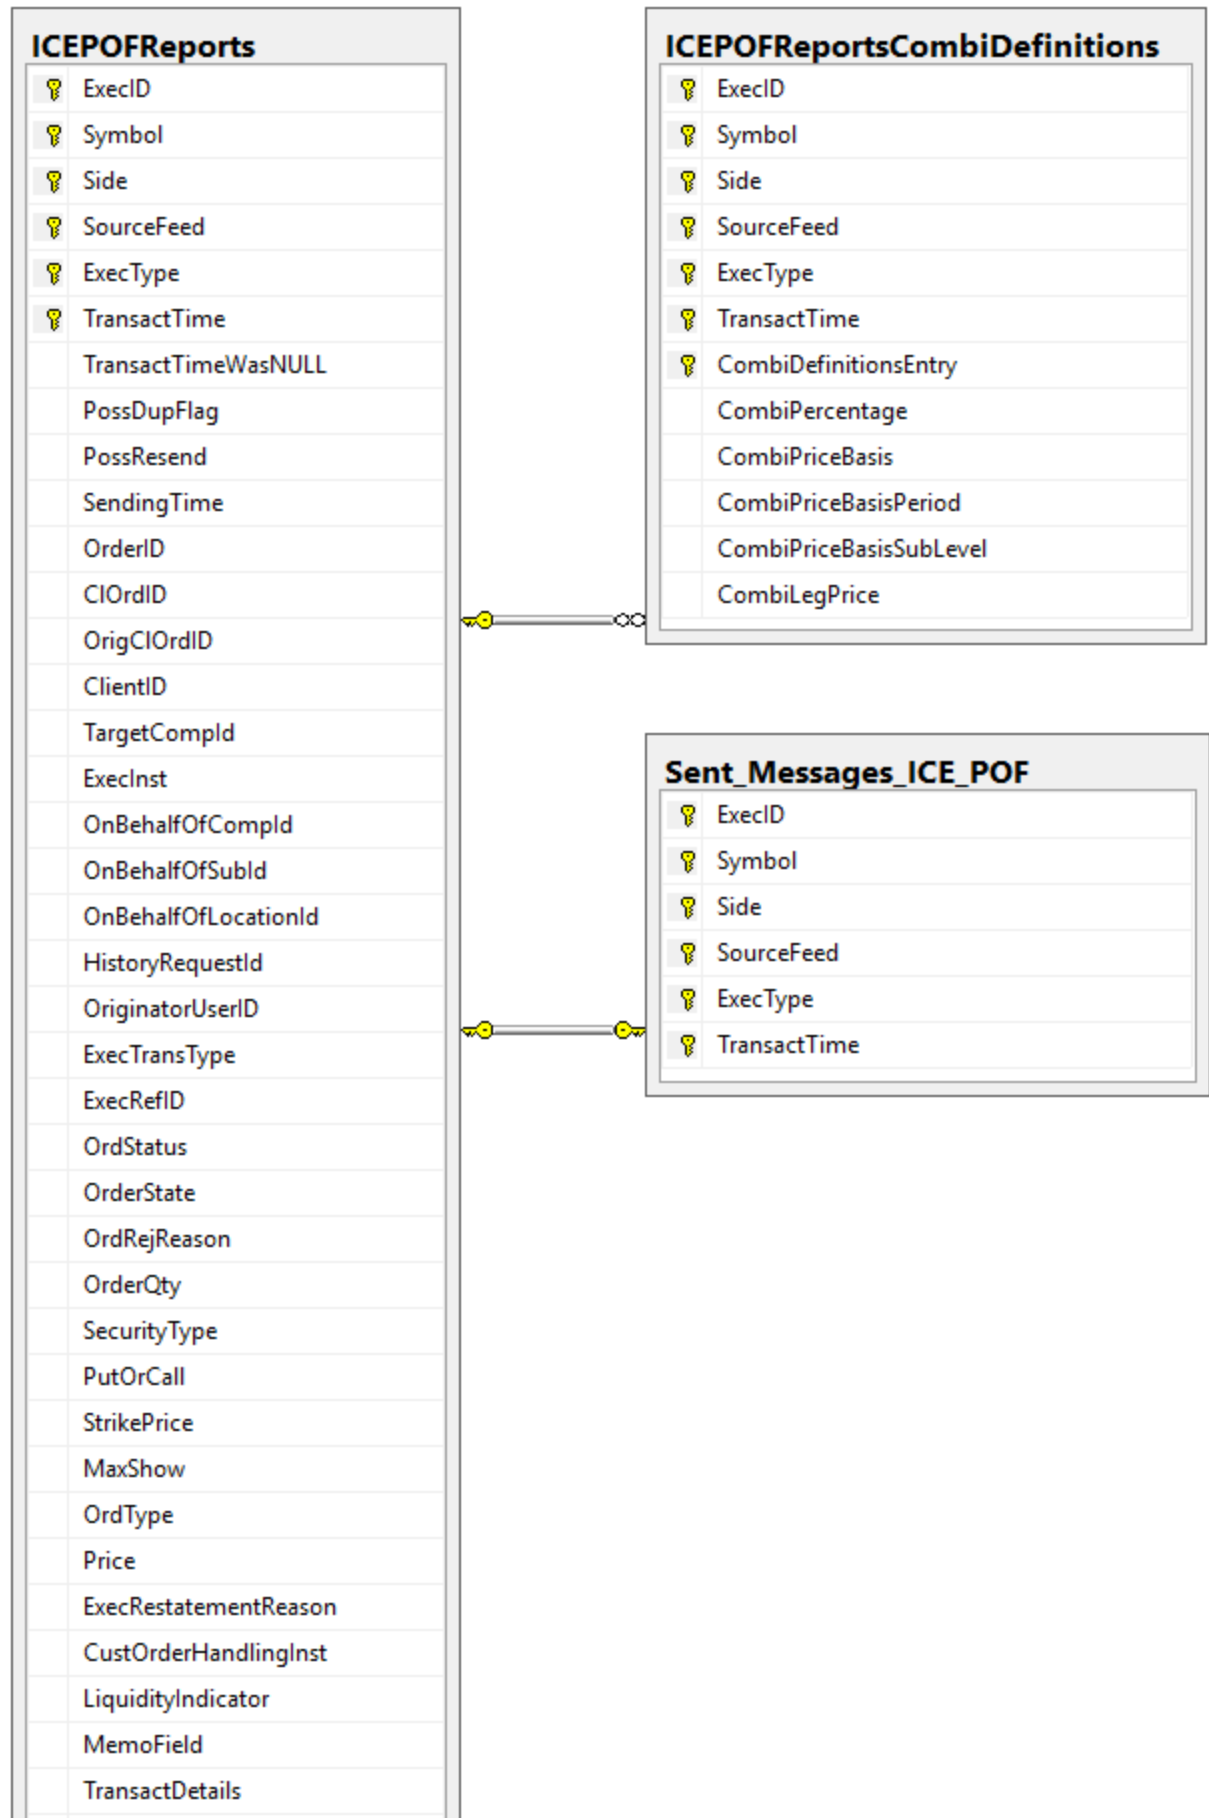 ICEPOFReports
ExecID
Symbol
Side
SourceFeed
ExecType
TransactTime
TransactTimeWasNULL
PossDupFlag
PossResend
SendingTime
OrderID
ClOrdID
OrigClOrdID
ClientID
TargetCompId
ExecInst
OnBehalfOfCompId
OnBehalfOfSubId
OnBehalfOfLocationId
HistoryRequestId
OriginatorUserID
ExecTransType
ExecRefID
OrdStatus
OrderState
OrdRejReason
OrderQty
SecurityType
PutOrCall
StrikePrice
MaxShow
OrdType
Price
ExecRestatementReason
CustOrderHandlingInst
LiquidityIndicator
MemoField
TransactDetails
ICEPOFReportsCombiDefinitions
ExecID
Symbol
Side
SourceFeed
ExecType
TransactTime
CombiDefinitionsEntry
CombiPercentage
CombiPriceBasis
CombiPriceBasisPeriod
CombiPriceBasisSubLevel
CombiLegPrice
Sent_Messages_ICE_POF
ExecID
Symbol
Side
SourceFeed
ExecType
TransactTime